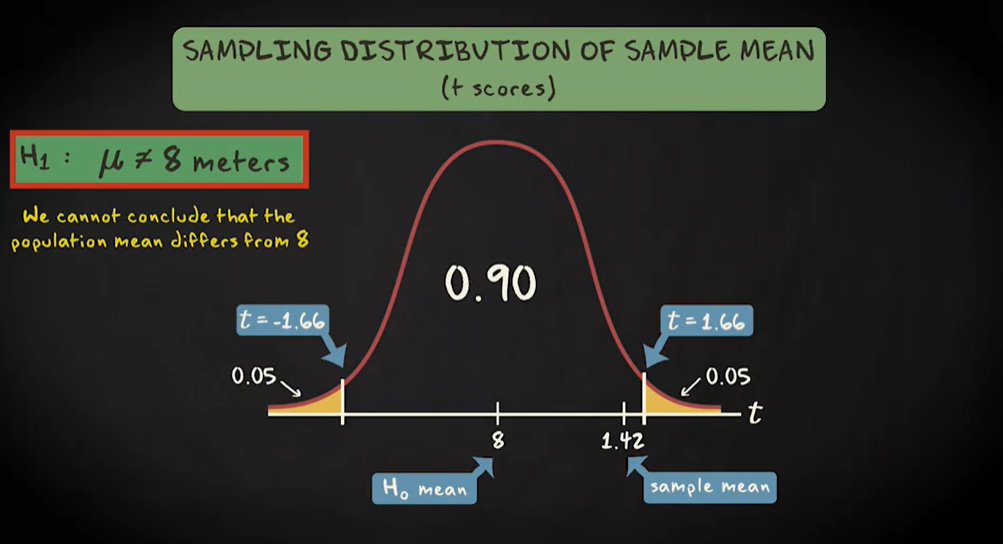 SAMPLING DISTRIBUTION OF SAMPLE MEAN
(t scores)
H₁ : μ ≠ 8 meters
We cannot conclude that the
population mean differs from 8
0.90
t = -1.66
t = 1.66
0.05
0.05
t
8
1.42
H₀ mean
sample mean